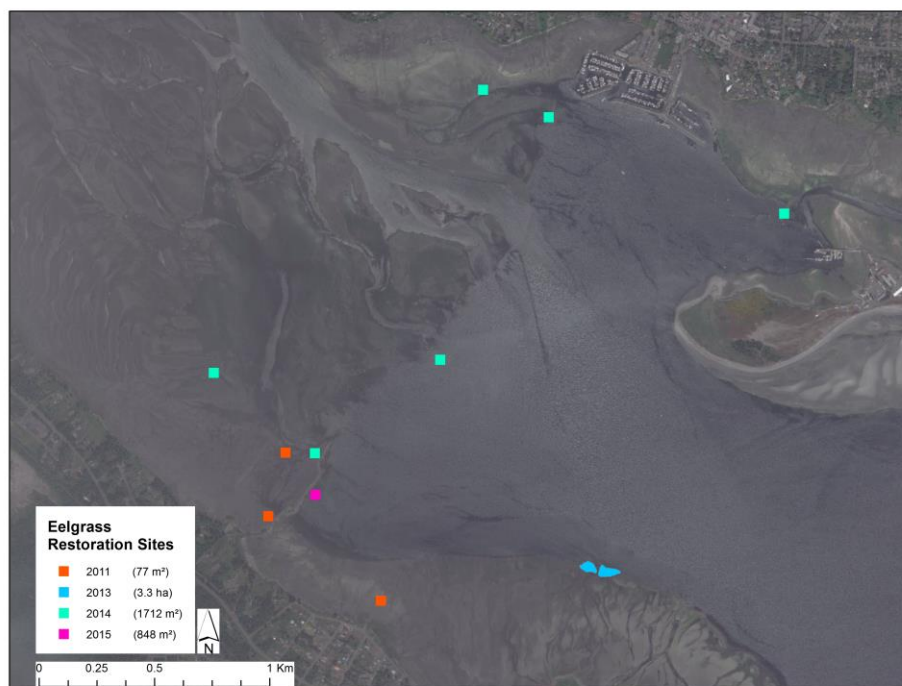 Eelgrass
Restoration Sites
2011 (77 m²)
2013 (3.3 ha)
2014 (1712 m²)
2015 (848 m²)
N
0 0.25 0.5 1 Km